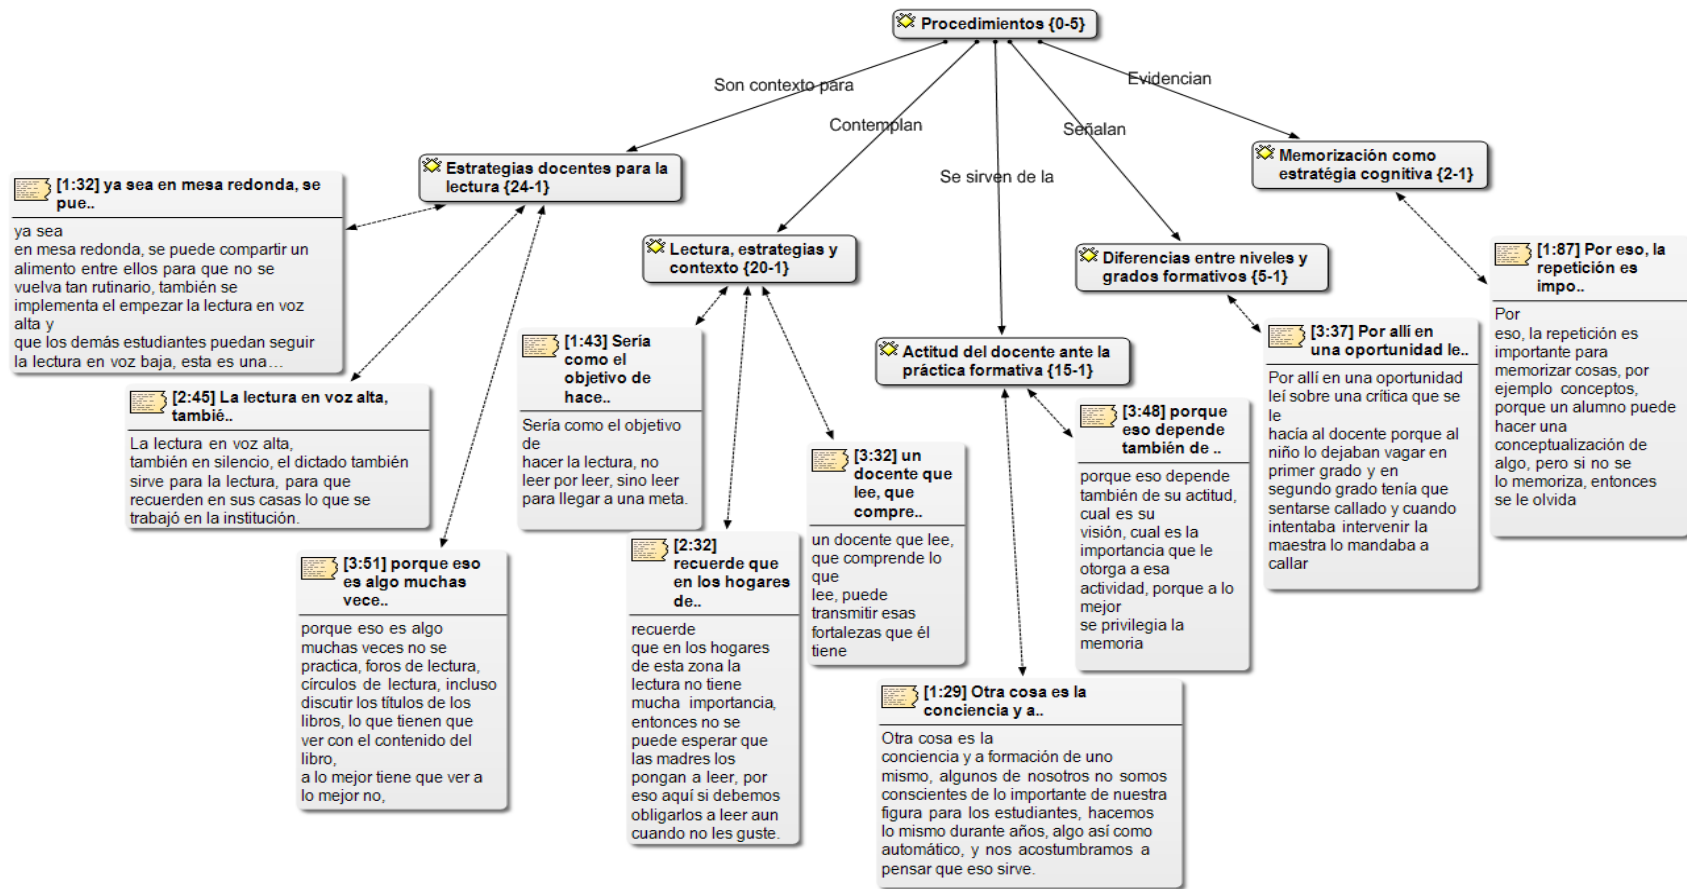 Procedimientos {0-5}
Son contexto para
Contemplan
Se sirven de la
Señalan
Evidencian
Estrategias docentes para la
lectura {24-1}
Lectura, estrategias y
contexto {20-1}
Actitud del docente ante la
práctica formativa {15-1}
Diferencias entre niveles y
grados formativos {5-1}
Memorización como
estratégia cognitiva {2-1}
[1:32] ya sea en mesa redonda, se
pue..
ya sea
en mesa redonda, se puede compartir un
alimento entre ellos para que no se
vuelva tan rutinario, también se
implementa el empezar la lectura en voz
alta y
que los demás estudiantes puedan seguir
la lectura en voz baja, esta es una…
[2:45] La lectura en voz alta,
tambié..
La lectura en voz alta,
también en silencio, el dictado también
sirve para la lectura, para que
recuerden en sus casas lo que se
trabajó en la institución.
[3:51] porque eso
es algo muchas
vece..
porque eso es algo
muchas veces no se
practica, foros de lectura,
círculos de lectura, incluso
discutir los títulos de los
libros, lo que tienen que
ver con el contenido del
libro,
a lo mejor tiene que ver a
lo mejor no,
[1:43] Sería
como el
objetivo de
hace..
Sería como el objetivo
de
hacer la lectura, no
leer por leer, sino leer
para llegar a una meta.
[2:32]
recuerde que
en los hogares
de..
recuerde
que en los hogares
de esta zona la
lectura no tiene
mucha importancia,
entonces no se
puede esperar que
las madres los
pongan a leer, por
eso aquí si debemos
obligarlos a leer aun
cuando no les guste.
[3:32] un
docente que
lee, que
compre..
un docente que lee,
que comprende lo
que
lee, puede
transmitir esas
fortalezas que él
tiene
[1:29] Otra cosa es la
conciencia y a..
Otra cosa es la
conciencia y a formación de uno
mismo, algunos de nosotros no somos
conscientes de lo importante de nuestra
figura para los estudiantes, hacemos
lo mismo durante años, algo así como
automático, y nos acostumbramos a
pensar que eso sirve.
[3:48] porque
eso depende
también de ..
porque eso depende
también de su actitud,
cual es su
visión, cual es la
importancia que le
otorga a esa
actividad, porque a lo
mejor
se privilegia la
memoria
[3:37] Por allí en
una oportunidad le..
Por allí en una oportunidad
leí sobre una crítica que se
le
hacía al docente porque al
niño lo dejaban vagar en
primer grado y en
segundo grado tenía que
sentarse callado y cuando
intentaba intervenir la
maestra lo mandaba a
callar
[1:87] Por eso, la
repetición es
impo..
Por
eso, la repetición es
importante para
memorizar cosas, por
ejemplo conceptos,
porque un alumno puede
hacer una
conceptualización de
algo, pero si no se
lo memoriza, entonces
se le olvida